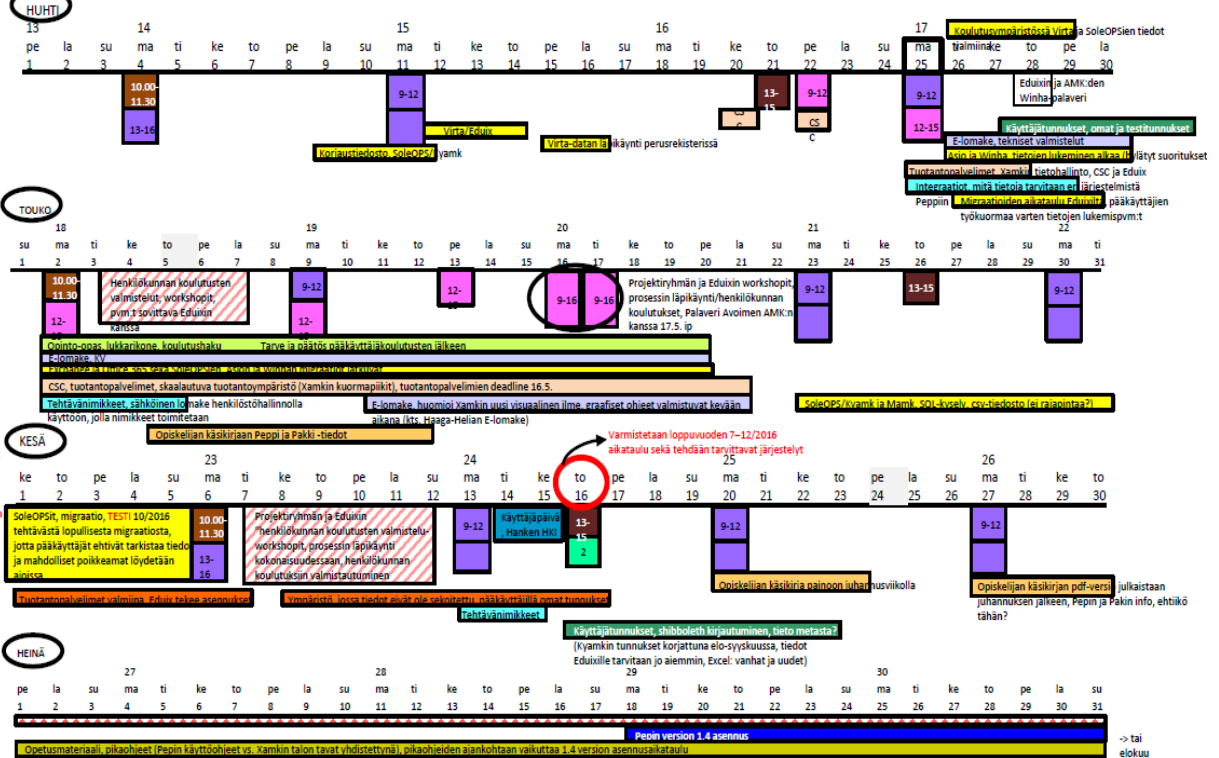 HUHTI
13 14 15 16 17
pe la su ma ti ke to pe la su ma ti ke to pe la su ma ti ke to pe la su ma ti ke to pe la
1 2 3 4 5 6 7 8 9 10 11 12 13 14 15 16 17 18 19 20 21 22 23 24 25 26 27 28 29 30
Koulutusympäristössä Virta ja SoleOPSien tiedot
valmiina
10.00-
11.30
13-16
9-12
13-
15
9-12
CS
C
CS
C
9-12
12-15
Eduixin ja AMK:den
Winha-palaveri
Virta/Eduix
Korjaustiedosto, SoleOPS/Kyamk
Virta-datan läpikäynti perusrekisterissä
Käyttäjätunnukset, omat ja testitunnukset
E-lomake, tekniset valmistelut
Asio ja Winha, tietojen lukeminen alkaa (hylätyt suoritukset
Tuotantopalvelimet, Xamkin tietohallinto, CSC ja Eduix
Integraatiot, mitä tietoja tarvitaan eri järjestelmistä
Peppiin
Migraatioiden aikataulu Eduixilta, pääkäyttäjien
työkuormaa varten tietojen lukemispvm:t
TOUKO
18 19 20 21 22
su ma ti ke to pe la su ma ti ke to pe la su ma ti ke to pe la su ma ti ke to pe la su ma ti
1 2 3 4 5 6 7 8 9 10 11 12 13 14 15 16 17 18 19 20 21 22 23 24 25 26 27 28 29 30 31
10.00-
11.30
12-
Henkilökunnan koulutusten
valmistelut, workshopit,
pvm:t sovittava Eduixin
kanssa
9-12
12-
12-
9-16
9-16
Projektiryhmän ja Eduixin workshopit,
prosessin läpikäynti/henkilökunnan
koulutukset, Palaveri Avoimen AMK:n
kanssa 17.5. ip
9-12
13-15
9-12
Opinto-opas, lukkarikone, koulutushaku Tarve ja päätös pääkäyttäjäkoulutusten jälkeen
E-lomake, KV
Exchange ja Office 365 sekä SoleOPSien, Asion ja Winhan migraatiot jatkuvat
CSC, tuotantopalvelimet, skaalautuva tuotantoympäristö (Xamkin kuormapiikit), tuotantopalvelimien deadline 16.5.
Tehtävänimikkeet, sähköinen lomake henkilöstöhallinnolla
käyttöön, jolla nimikkeet toimitetaan
E-lomake, huomioi Xamkin uusi visuaalinen ilme, graafiset ohjeet valmistuvat kevään
aikana (kts. Haaga-Helian E-lomake)
SoleOPS/Kyamk ja Mamk, SQL-kysely, csv-tiedosto (ei rajapintaa?)
Opiskelijan käsikirjaan Peppi ja Pakki -tiedot
KESÄ
Varmistetaan loppuvuoden 7–12/2016
aikataulu sekä tehdään tarvittavat järjestelyt
23 24 25 26
ke to pe la su ma ti ke to pe la su ma ti ke to pe la su ma ti ke to pe la su ma ti ke to
1 2 3 4 5 6 7 8 9 10 11 12 13 14 15 16 17 18 19 20 21 22 23 24 25 26 27 28 29 30
SoleOPSit, migraatio, TESTI 10/2016
tehtävästä lopullisesta migraatiosta,
jotta pääkäyttäjät ehtivät tarkistaa tiedo
ja mahdolliset poikkeamat löydetään
ajoissa
10.00-
11.30
13-
16
Projektiryhmän ja Eduixin
"henkilökunnan koulutusten valmistelu-
workshopit, prosessin läpikäynti
kokonaisuudessaan, henkilökunnan
koulutuksiin valmistautuminen
9-12
Käyttäjäpäivä
, Hanken HKI
13-
15
2
9-12
9-12
Opiskelijan käsikirja painoon juhannusviikolla
Opiskelijan käsikirjan pdf-versio julkaistaan
juhannuksen jälkeen, Pepin ja Pakin info, ehtiikö
tähän?
Tuotantopalvelimet valmiina, Eduix tekee asennukset
Ympäristö, jossa tiedot eivät ole sekoitettu, pääkäyttäjillä omat tunnukset
Tehtävänimikkeet
Käyttäjätunnukset, shibboleth kirjautuminen, tieto metasta?
(Kyamkin tunnukset korjattuna elo-syyskuussa, tiedot
Eduixille tarvitaan jo aiemmin, Excel: vanhat ja uudet)
HEINÄ
27 28 29 30
pe la su ma ti ke to pe la su ma ti ke to pe la su ma ti ke to pe la su ma ti ke to pe la su
1 2 3 4 5 6 7 8 9 10 11 12 13 14 15 16 17 18 19 20 21 22 23 24 25 26 27 28 29 30 31
Pepin version 1.4 asennus
Opetusmateriaali, pikaohjeet (Pepin käyttöohjeet vs. Xamkin talon tavat yhdistettynä), pikaohjeiden ajankohtaan vaikuttaa 1.4 version asennusaikataulu
-> tai
elokuu